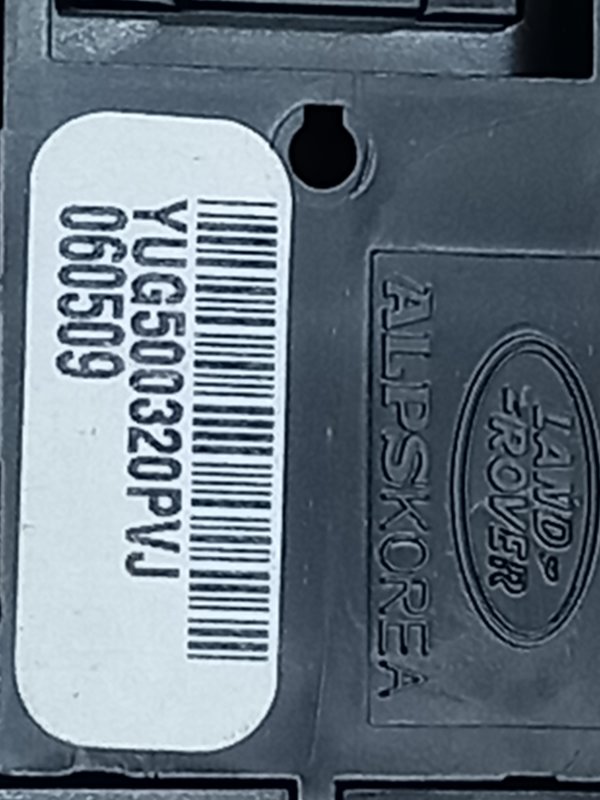 YUG500320PVJ
060509
LAND
ROVER
ALPSKOREA